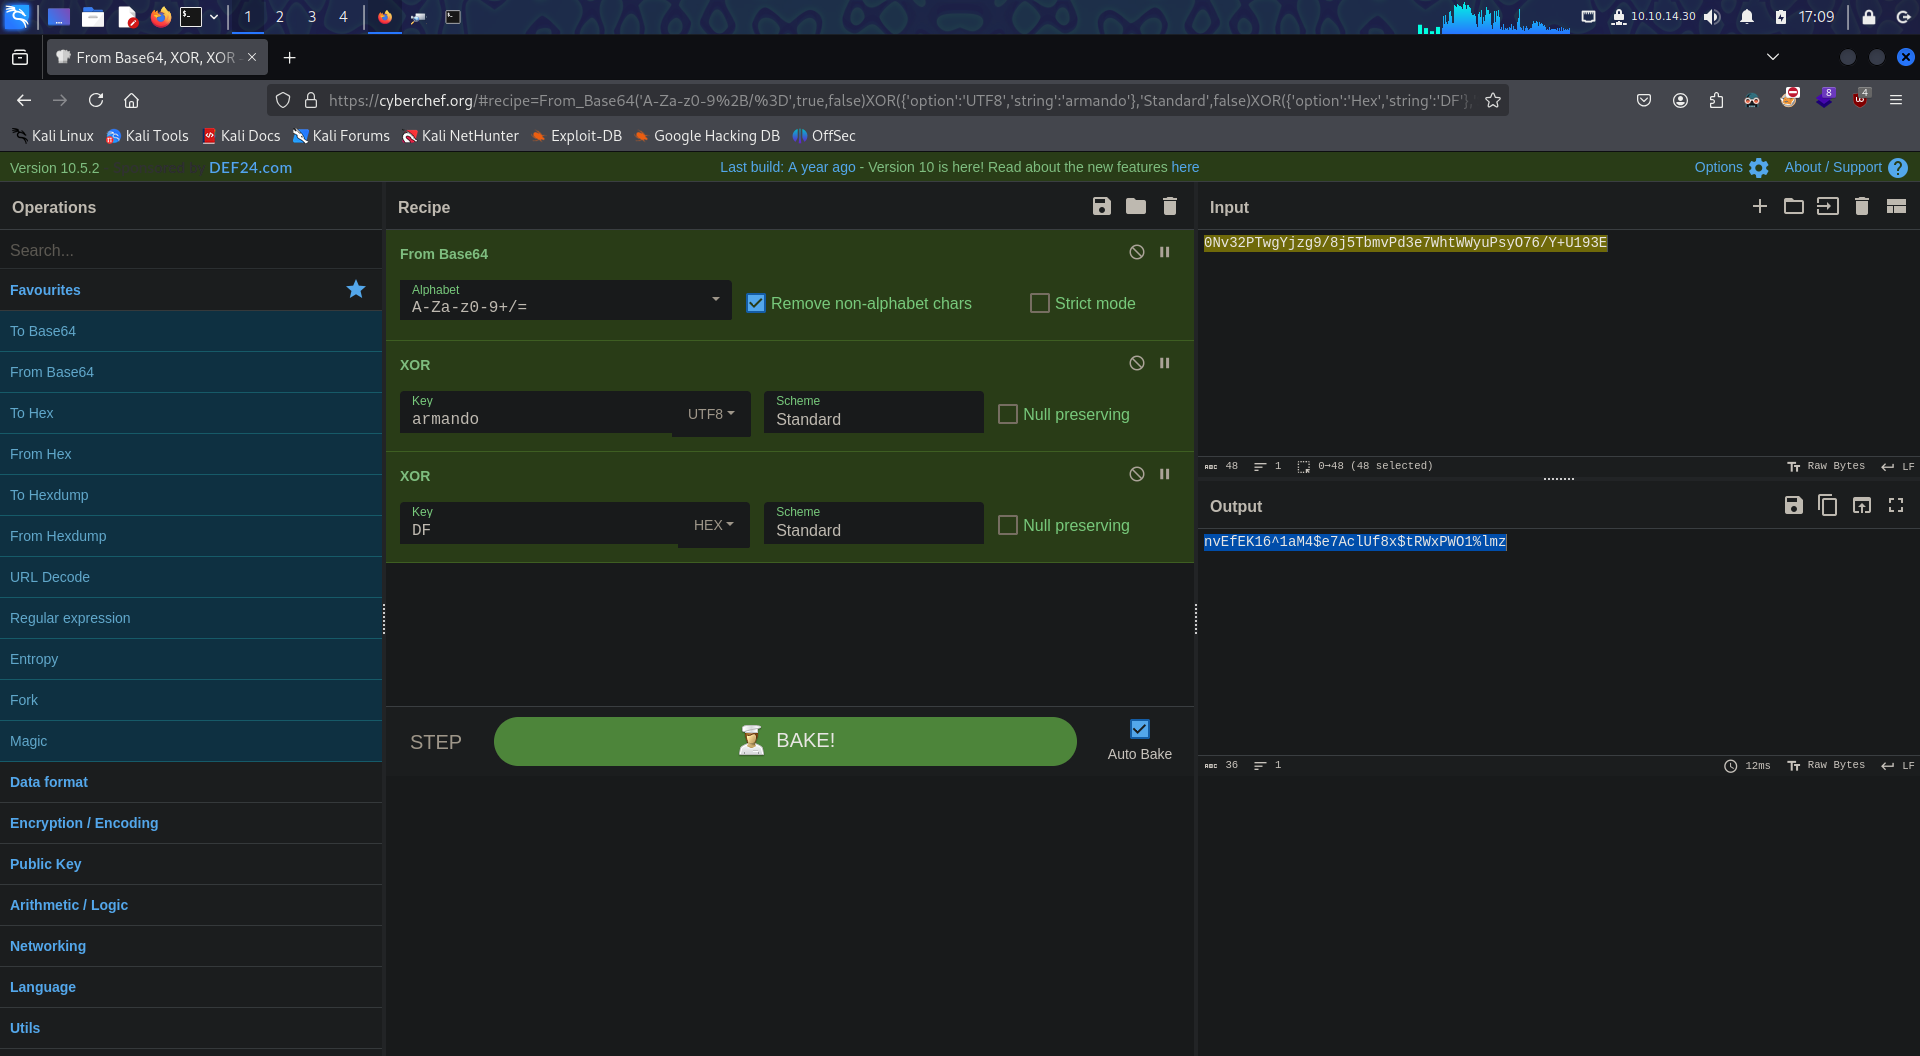 1 2 3 4 10.10.14.30 17:09
From Base64, XOR, XOR
https://cyberchef.org/#recipe=From_Base64('A-Za-z0-9%2B/%3D',true,false)XOR({'option':'UTF8','string':'armando'},'Standard',false)XOR({'option':'Hex','string':'DF'},
8 4
Kali Linux Kali Tools Kali Docs Kali Forums Kali NetHunter Exploit-DB Google Hacking DB OffSec
Version 10.5.2 DEF24.com Last build: A year ago - Version 10 is here! Read about the new features here Options About / Support
Operations
Search...
Favourites
To Base64
From Base64
To Hex
From Hex
To Hexdump
From Hexdump
URL Decode
Regular expression
Entropy
Fork
Magic
Data format
Encryption / Encoding
Public Key
Arithmetic / Logic
Networking
Language
Utils
Recipe
From Base64
Alphabet
A-Za-z0-9+/= Remove non-alphabet chars Strict mode
XOR
Key Scheme
armando UTF8 Standard Null preserving
XOR
Key Scheme
DF HEX Standard Null preserving
STEP BAKE! Auto Bake
Input
0Nv32PTwgYjzg9/8j5TbmvPd3e7WhtWWyuPsyO76/Y+U193E
ABC 48 1 0→48 (48 selected) Raw Bytes LF
Output
nvEfEK16^1aM4$e7AclUf8x$tRWxPWO1%lmz
ABC 36 1 12ms Raw Bytes LF